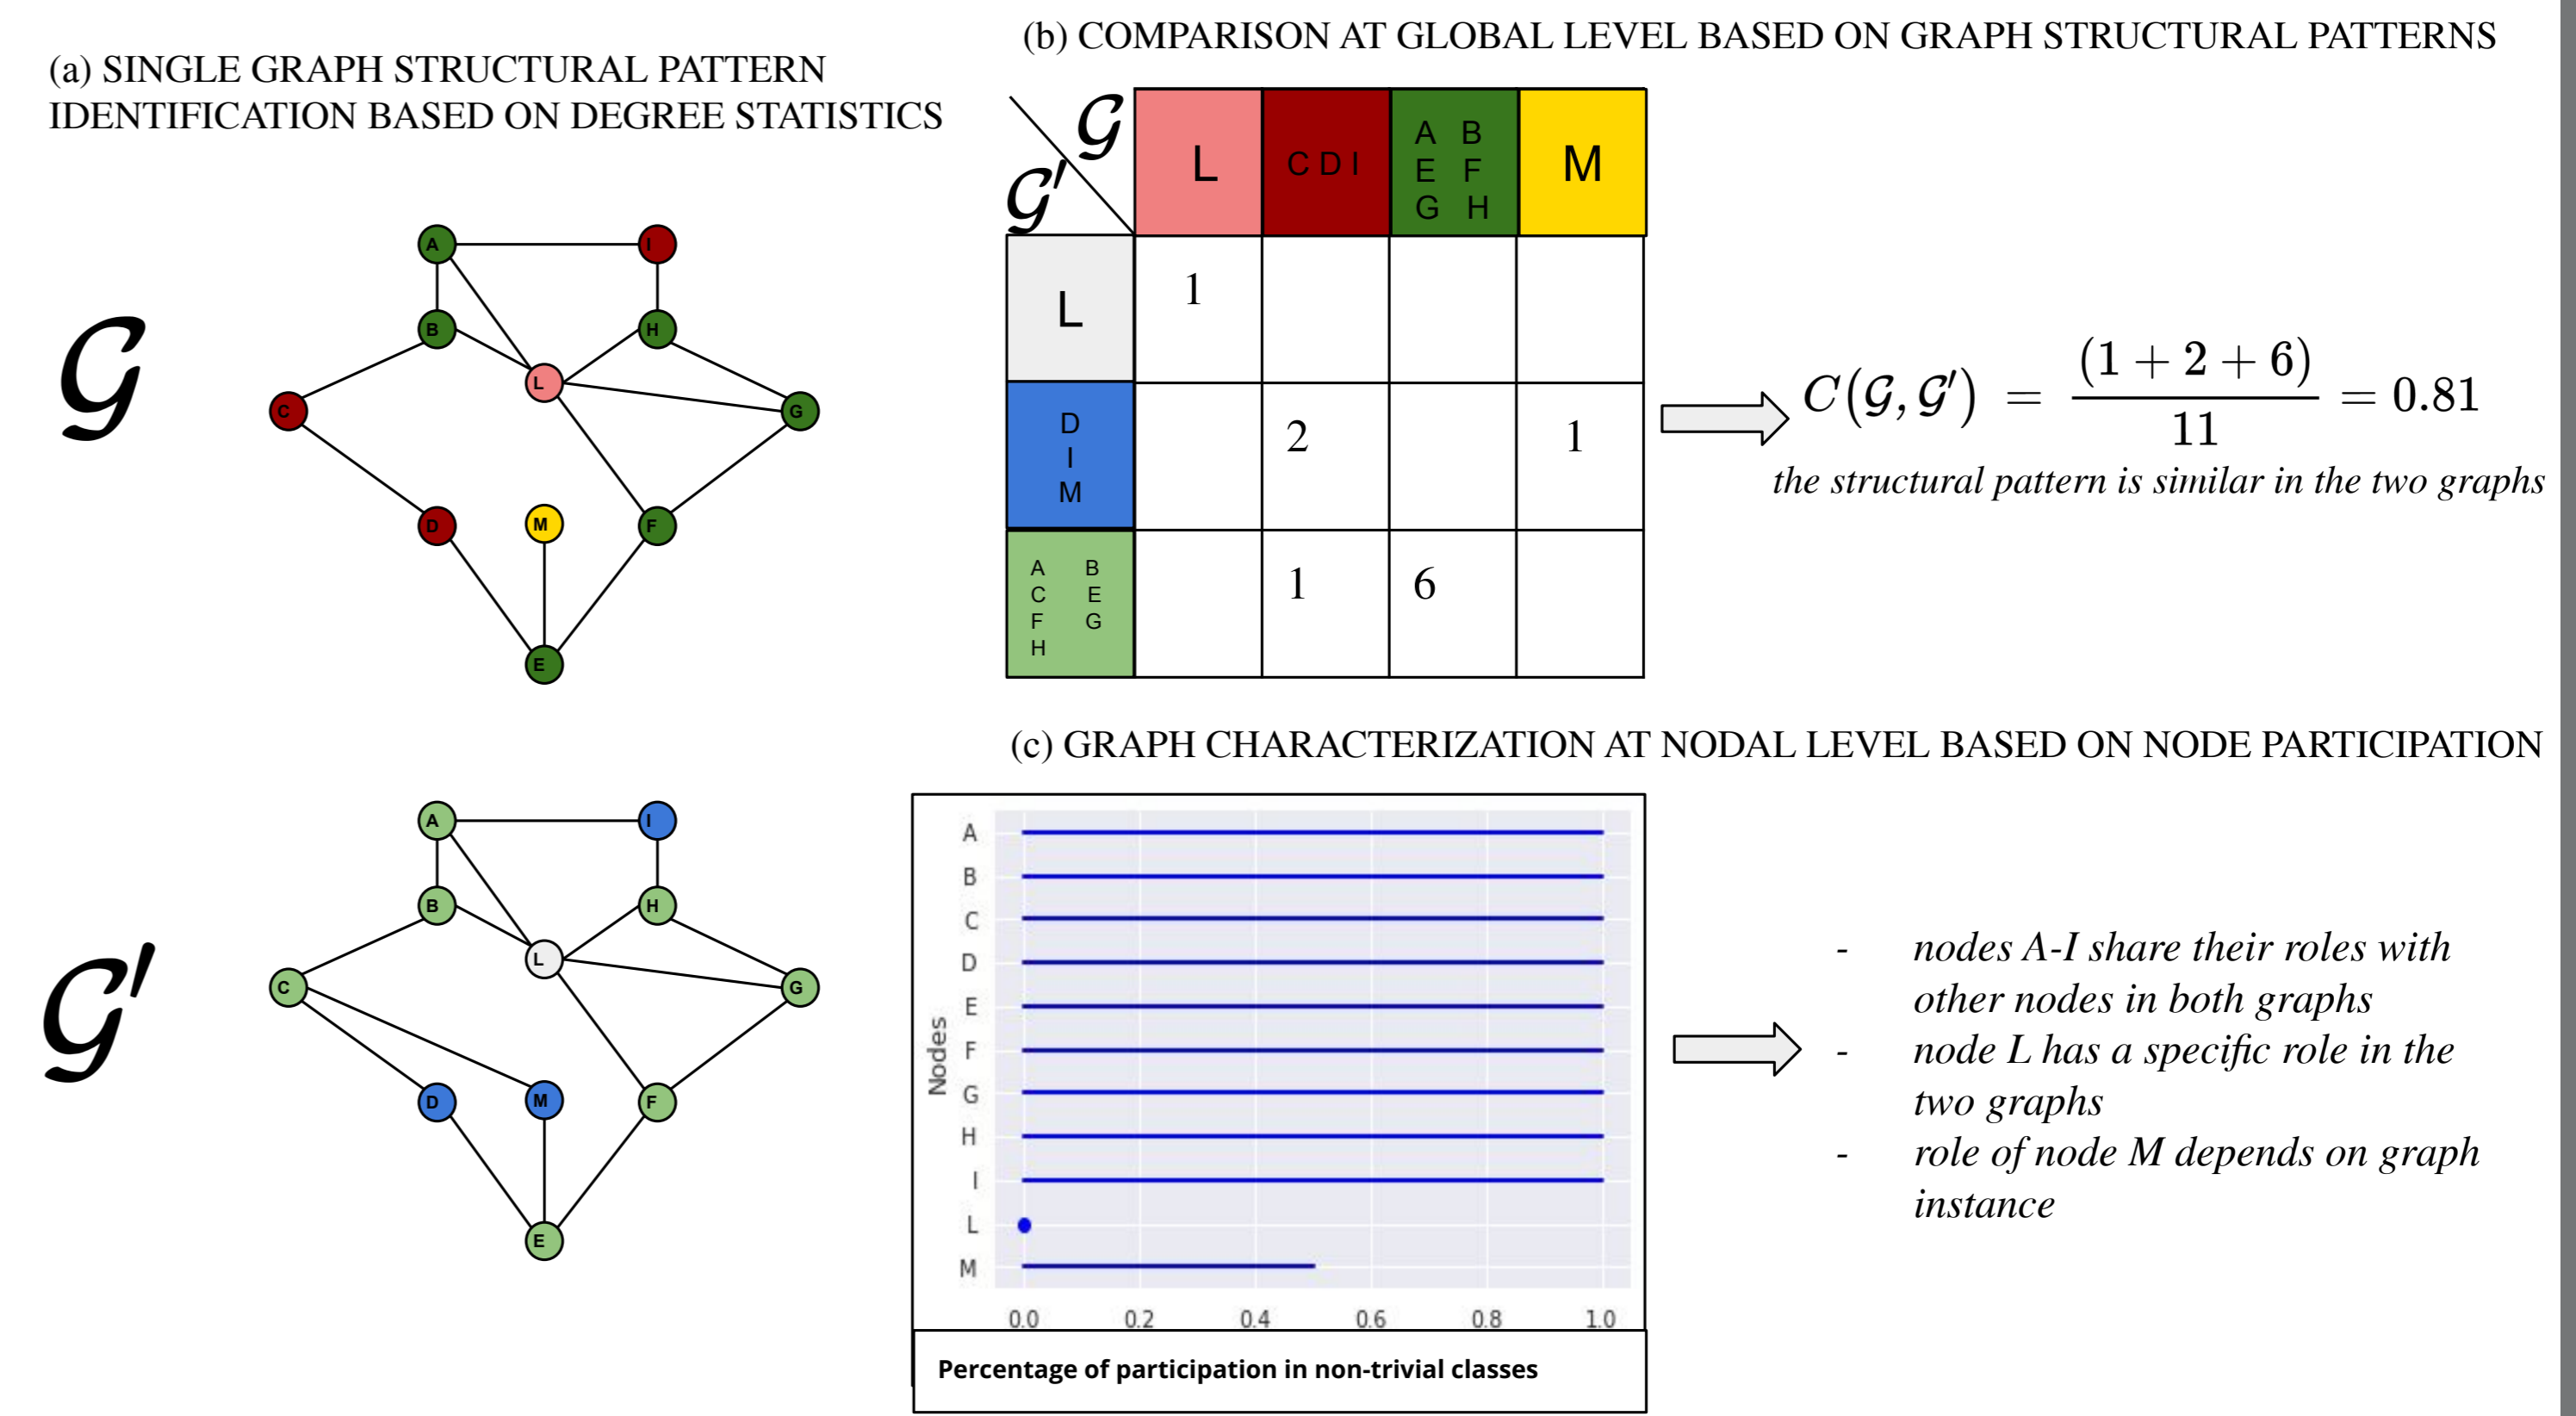 (a) SINGLE GRAPH STRUCTURAL PATTERN
IDENTIFICATION BASED ON DEGREE STATISTICS
𝒢
A
I
B
H
L
C
G
D
M
F
E
𝒢′
A
I
B
H
L
C
G
D
M
F
E
(b) COMPARISON AT GLOBAL LEVEL BASED ON GRAPH STRUCTURAL PATTERNS
𝒢
𝒢′
L
C D I
A B
E F
G H
M
L
1
D
I
M
2
1
A B
C E
F G
H
1
6
C(𝒢, 𝒢′) = (1 + 2 + 6) / 11 = 0.81
the structural pattern is similar in the two graphs
(c) GRAPH CHARACTERIZATION AT NODAL LEVEL BASED ON NODE PARTICIPATION
Nodes
A
B
C
D
E
F
G
H
I
L
M
0.0 0.2 0.4 0.6 0.8 1.0
Percentage of participation in non-trivial classes
- nodes A-I share their roles with
other nodes in both graphs
- node L has a specific role in the
two graphs
- role of node M depends on graph
instance